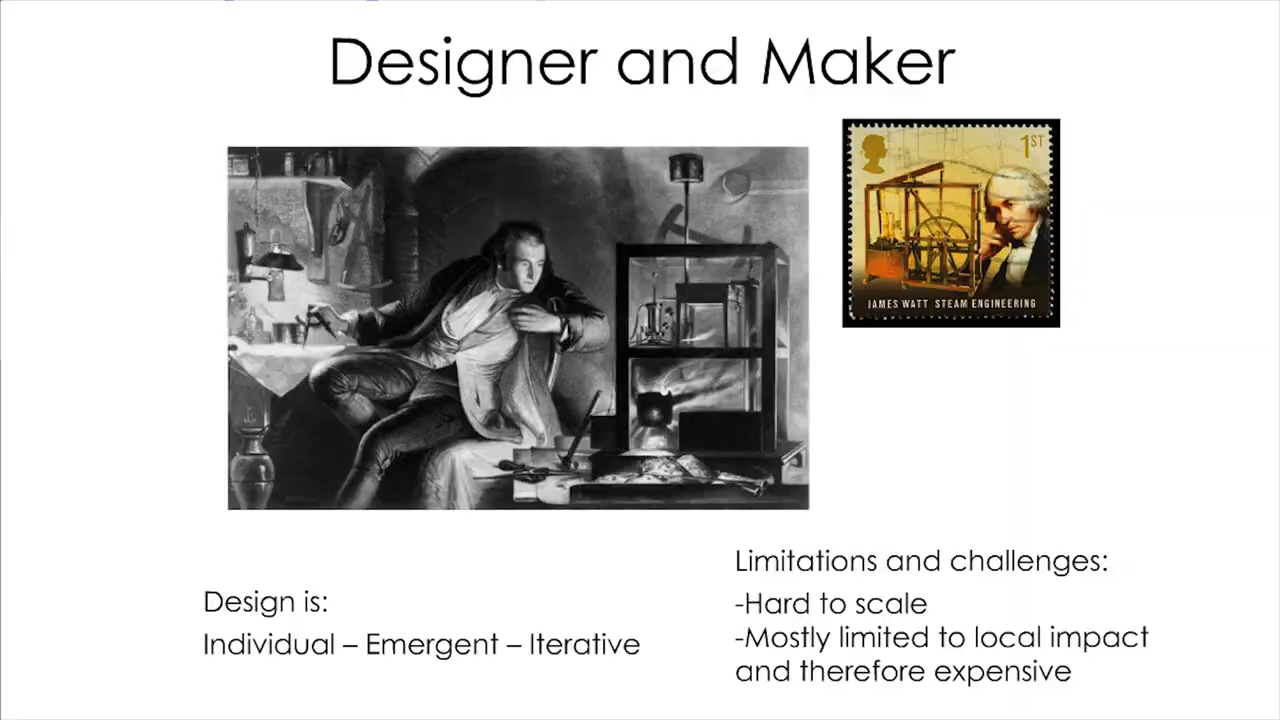 Designer and Maker
1ST
JAMES WATT STEAM ENGINEERING
Design is:
Individual – Emergent – Iterative
Limitations and challenges:
-Hard to scale
-Mostly limited to local impact
and therefore expensive